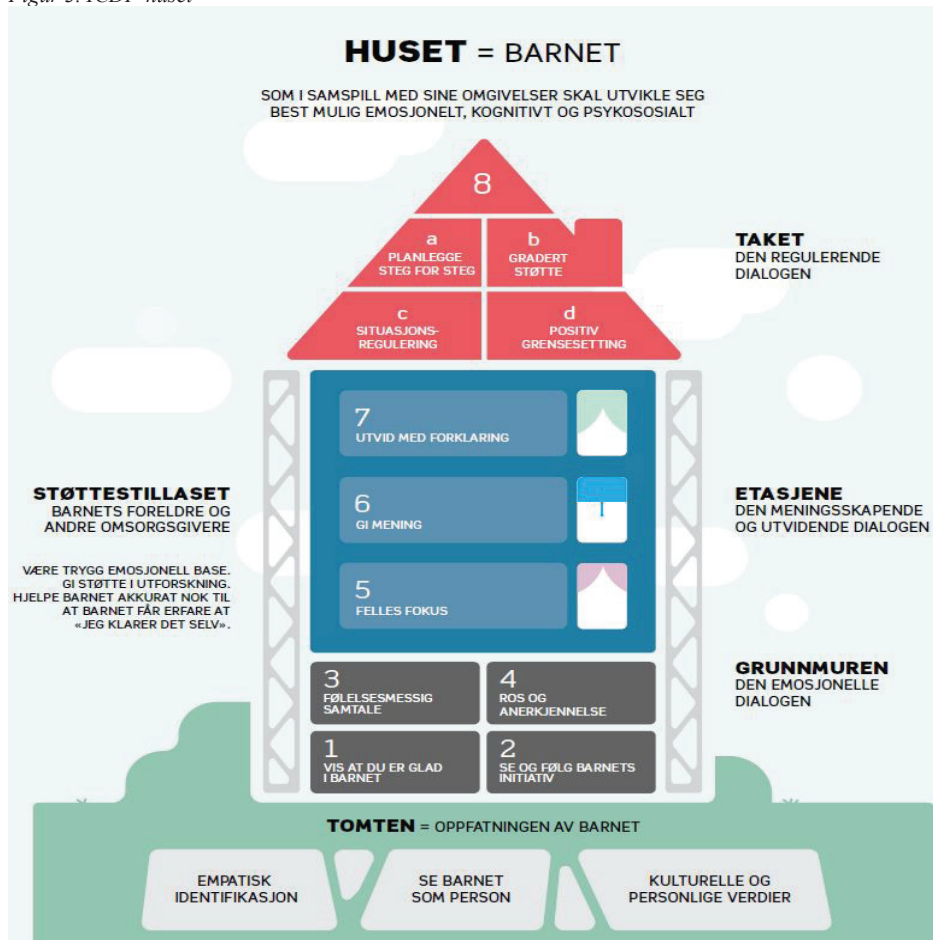 Figur 3: ICDP-huset
HUSET = BARNET
SOM I SAMSPILL MED SINE OMGIVELSER SKAL UTVIKLE SEG
BEST MULIG EMOSJONELT, KOGNITIVT OG PSYKOSOSIALT
8
a
PLANLEGGE
STEG FOR STEG
b
GRADERT
STØTTE
c
SITUASJONS-
REGULERING
d
POSITIV
GRENSESETTING
TAKET
DEN REGULERENDE
DIALOGEN
7
UTVID MED FORKLARING
6
GI MENING
5
FELLES FOKUS
STØTTESTILLASET
BARNETS FORELDRE OG
ANDRE OMSORGSGIVERE
VÆRE TRYGG EMOSJONELL BASE.
GI STØTTE I UTFORSKNING.
HJELPE BARNET AKKURAT NOK TIL
AT BARNET FÅR ERFARE AT
«JEG KLARER DET SELV».
ETASJENE
DEN MENINGSSKAPENDE
OG UTVIDENDE DIALOGEN
3
FØLELSESMESSIG
SAMTALE
4
ROS OG
ANERKJENNELSE
1
VIS AT DU ER GLAD
I BARNET
2
SE OG FØLG BARNETS
INITIATIV
GRUNNMUREN
DEN EMOSJONELLE
DIALOGEN
TOMTEN = OPPFATNINGEN AV BARNET
EMPATISK
IDENTIFIKASJON
SE BARNET
SOM PERSON
KULTURELLE OG
PERSONLIGE VERDIER